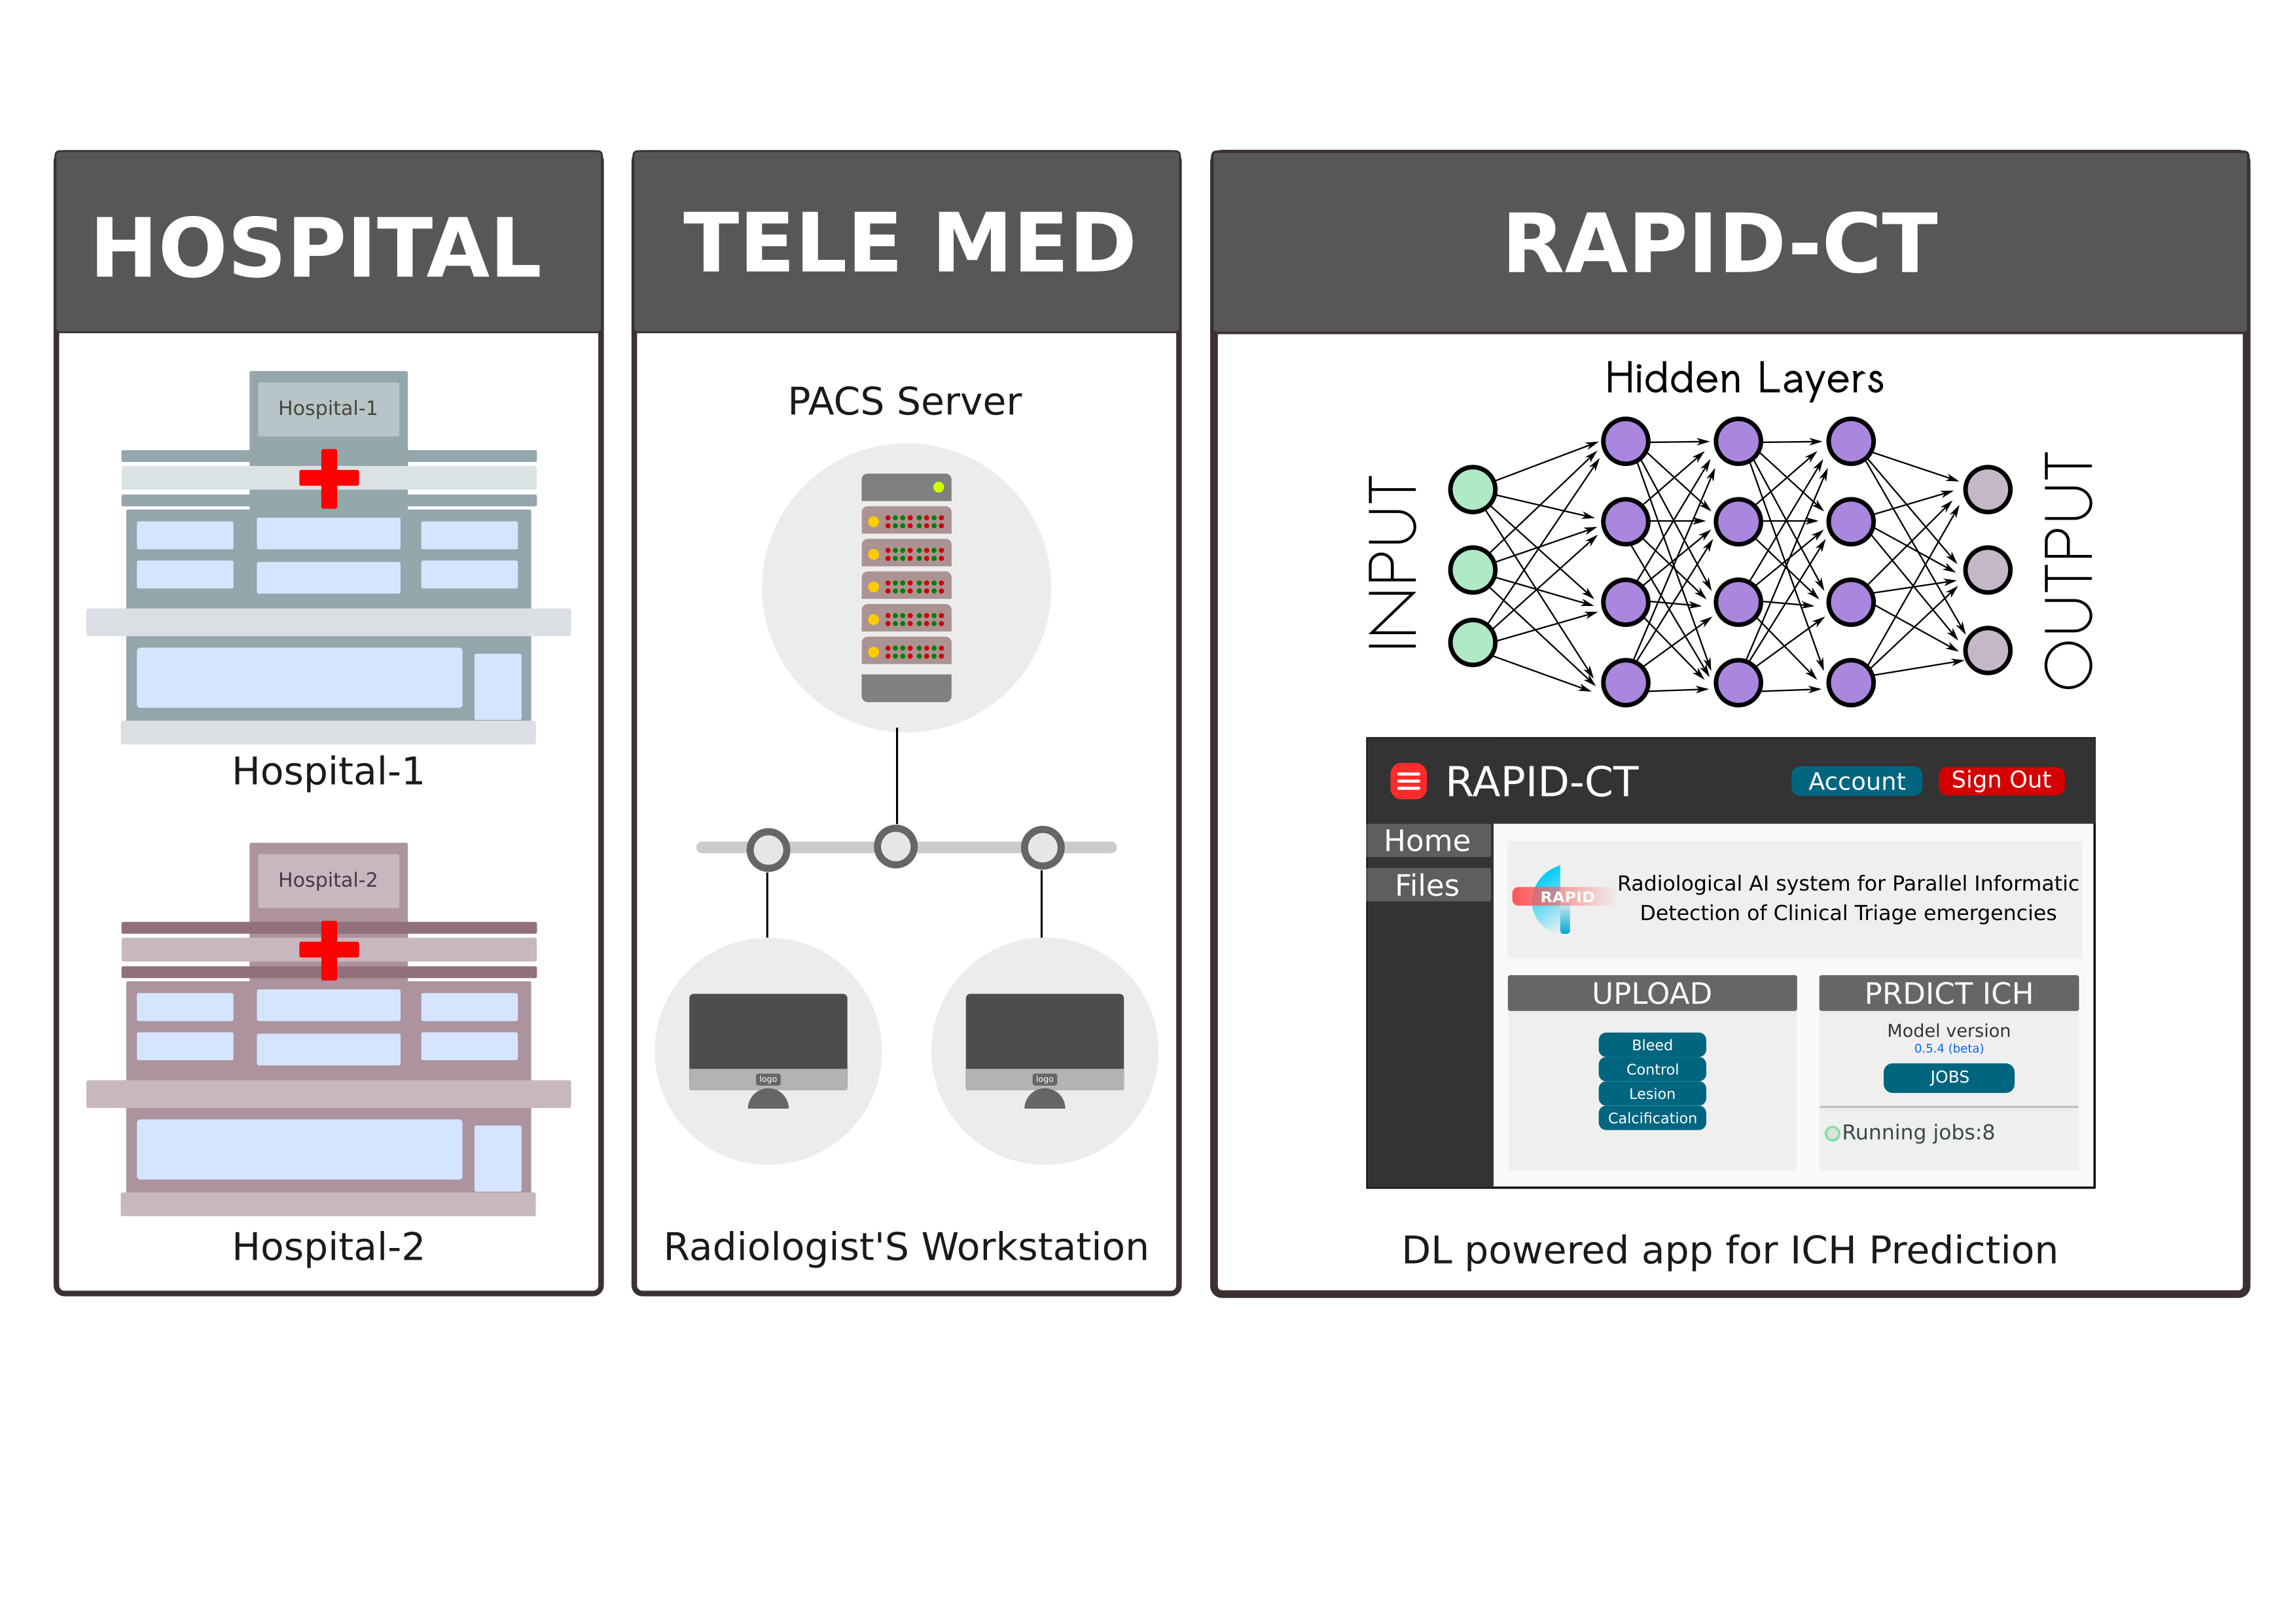 HOSPITAL
Hospital-1
Hospital-1
Hospital-2
Hospital-2
TELE MED
PACS Server
logo
logo
Radiologist'S Workstation
RAPID-CT
Hidden Layers
INPUT
OUTPUT
RAPID-CT
Account
Sign Out
Home
Files
RAPID
Radiological AI system for Parallel Informatic
Detection of Clinical Triage emergencies
UPLOAD
Bleed
Control
Lesion
Calcification
PRDICT ICH
Model version
0.5.4 (beta)
JOBS
Running jobs:8
DL powered app for ICH Prediction